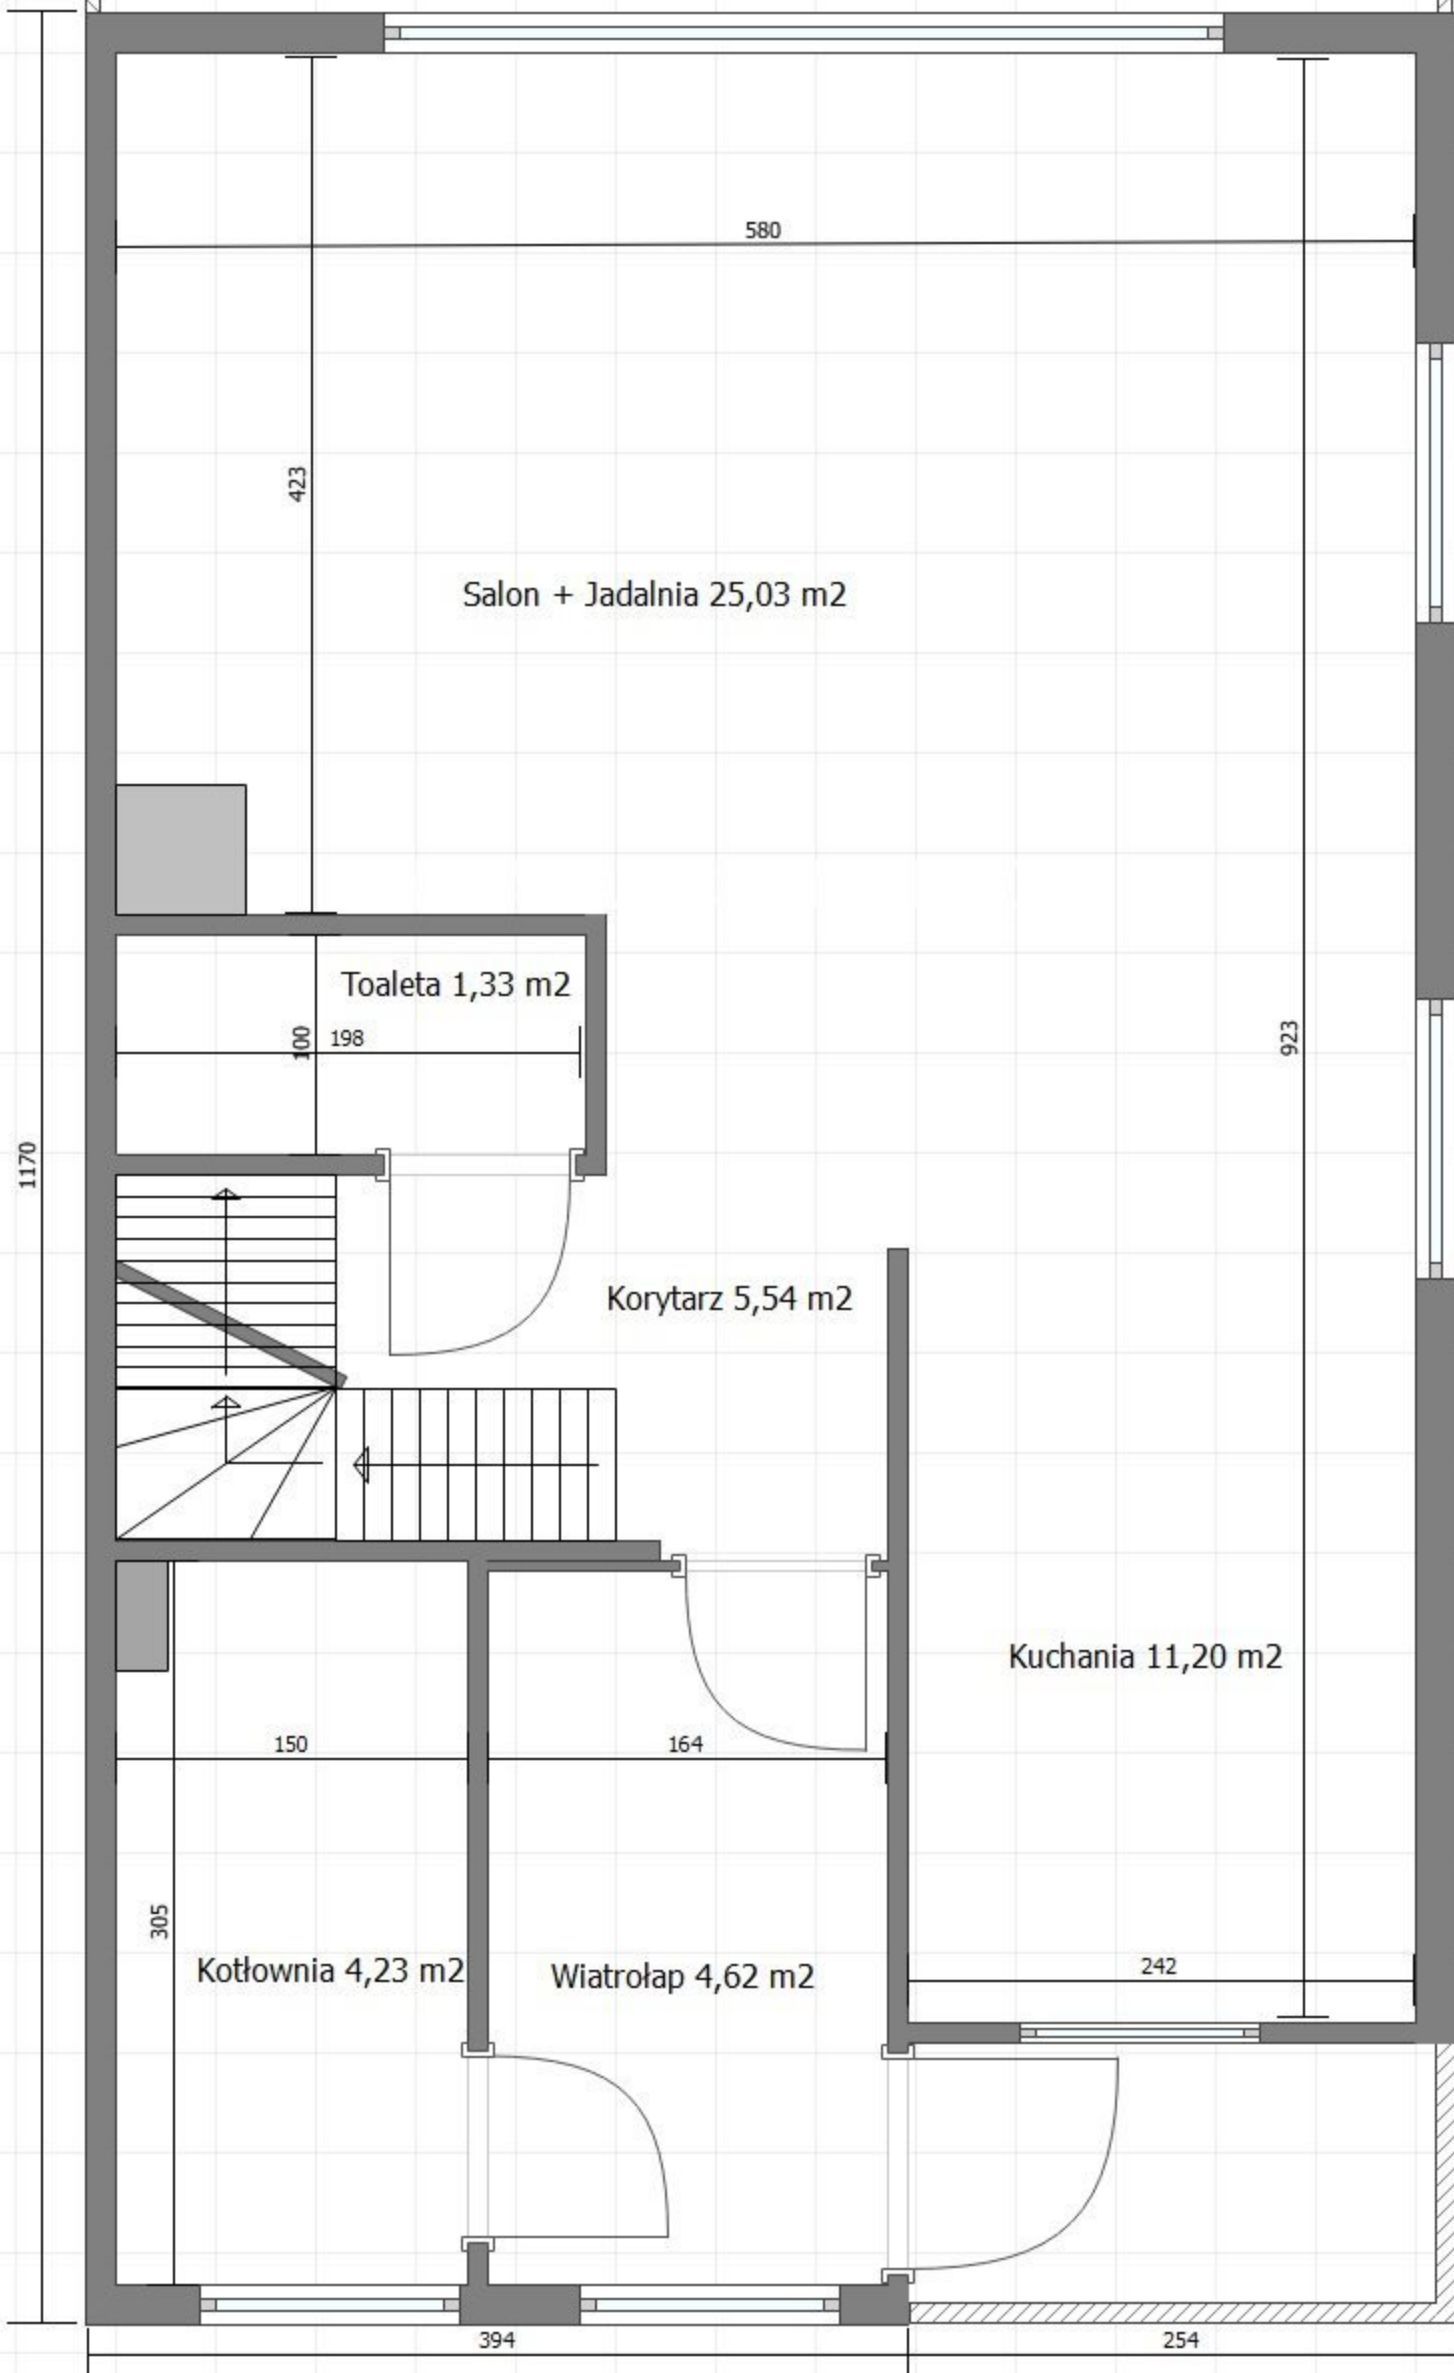 580
423
Salon + Jadalnia 25,03 m2
Toaleta 1,33 m2
100
198
923
1170
Korytarz 5,54 m2
Kuchania 11,20 m2
150
164
305
Kotłownia 4,23 m2
Wiatrołap 4,62 m2
242
394
254